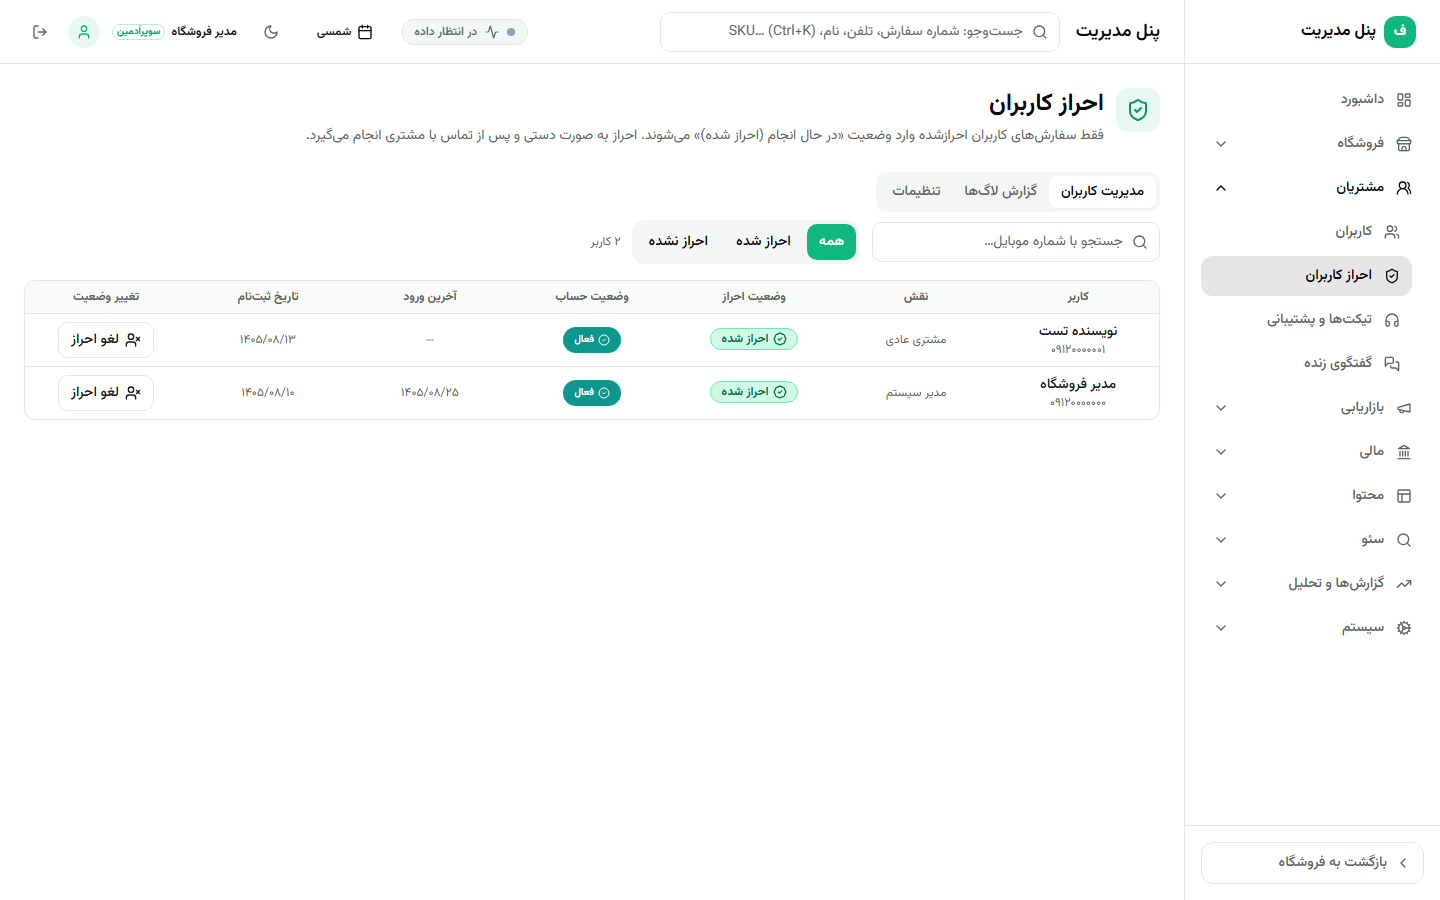 ف پنل مدیریت
پنل مدیریت
جست‌وجو: شماره سفارش، تلفن، نام، SKU... (Ctrl+K)
در انتظار داده
شمسی
مدیر فروشگاه سوپرادمین
داشبورد
فروشگاه
مشتریان
کاربران
احراز کاربران
تیکت‌ها و پشتیبانی
گفتگوی زنده
بازاریابی
مالی
محتوا
سئو
گزارش‌ها و تحلیل
سیستم
بازگشت به فروشگاه
احراز کاربران
فقط سفارش‌های کاربران احرازشده وارد وضعیت «در حال انجام (احراز شده)» می‌شوند. احراز به صورت دستی و پس از تماس با مشتری انجام می‌گیرد.
مدیریت کاربران گزارش لاگ‌ها تنظیمات
جستجو با شماره موبایل...
همه احراز شده احراز نشده ۲ کاربر
کاربر نقش وضعیت احراز وضعیت حساب آخرین ورود تاریخ ثبت‌نام تغییر وضعیت
نویسنده تست
۰۹۱۲۰۰۰۰۰۰۱
مشتری عادی احراز شده فعال — ۱۴۰۵/۰۸/۱۳ لغو احراز
مدیر فروشگاه
۰۹۱۲۰۰۰۰۰۰۰
مدیر سیستم احراز شده فعال ۱۴۰۵/۰۸/۲۵ ۱۴۰۵/۰۸/۱۰ لغو احراز